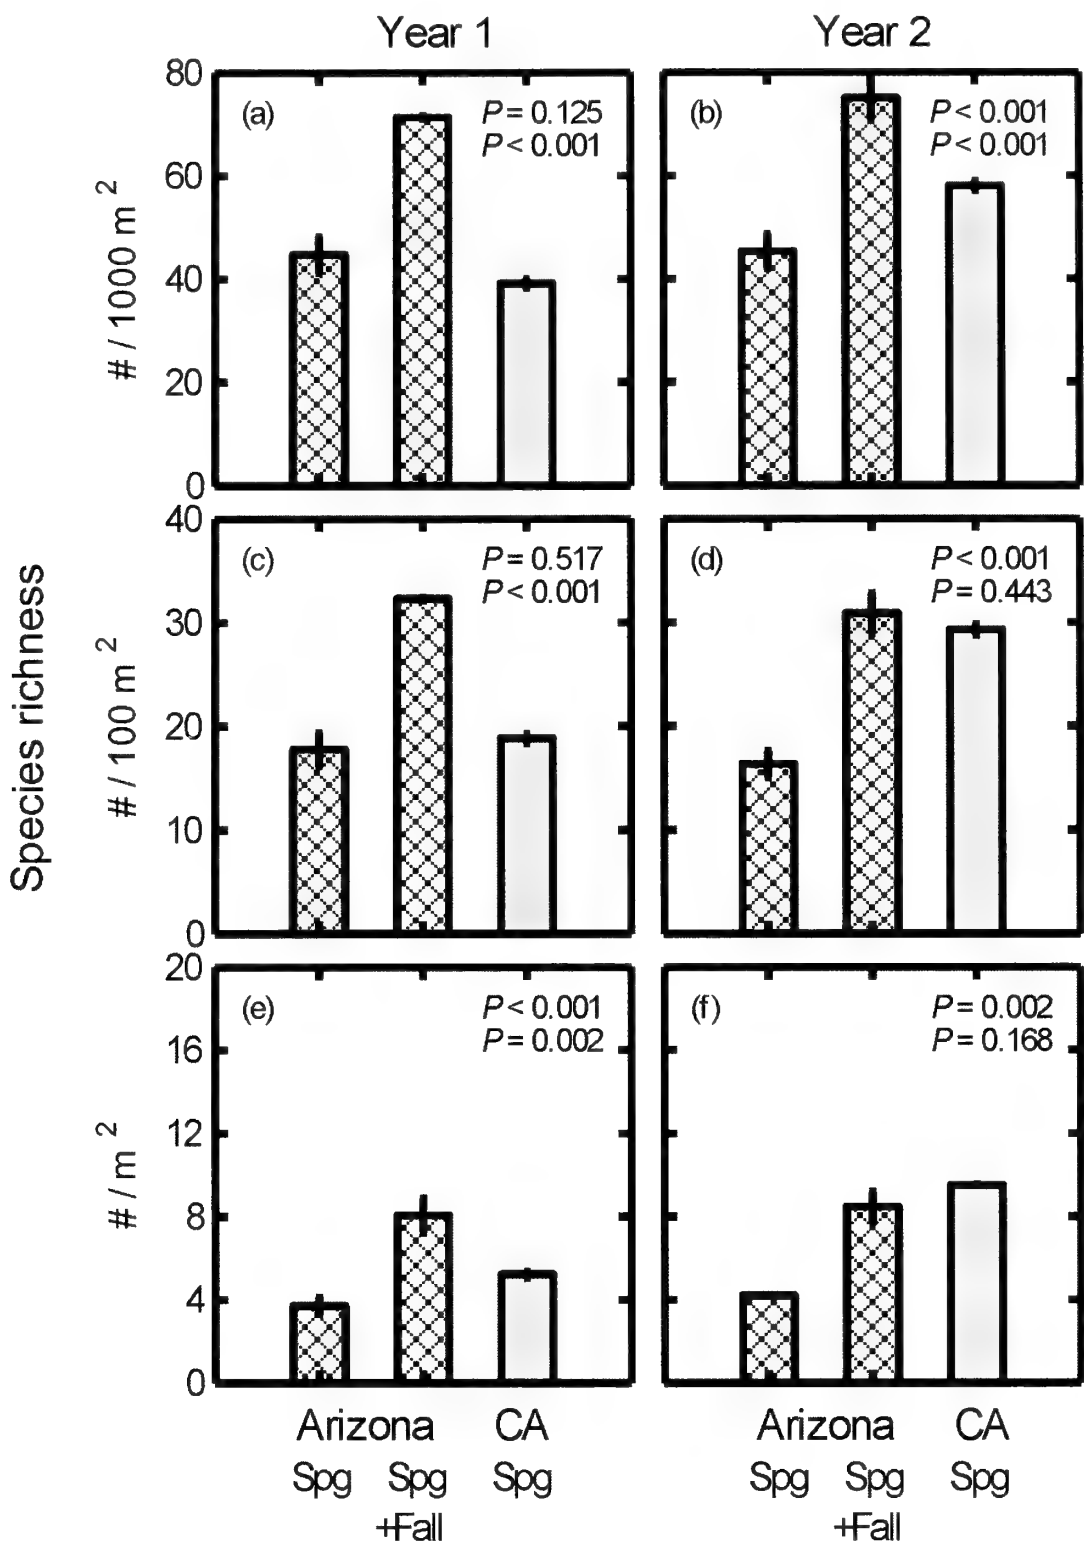 Year 1
Year 2
Species richness
# / 1000 m²
80
60
40
20
0
(a)
P = 0.125
P < 0.001
(b)
P < 0.001
P < 0.001
# / 100 m²
40
30
20
10
0
(c)
P = 0.517
P < 0.001
(d)
P < 0.001
P = 0.443
# / m²
20
16
12
8
4
0
(e)
P < 0.001
P = 0.002
(f)
P = 0.002
P = 0.168
Arizona CA
Spg Spg Spg
+Fall
Arizona CA
Spg Spg Spg
+Fall